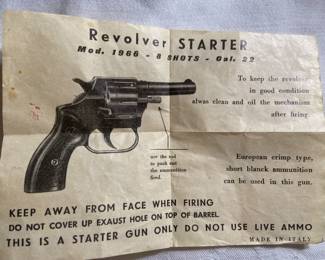 Revolver STARTER
Mod. 1966 - 8 SHOTS - Cal. 22
To keep the revolver
in good condition
alwas clean and oil the mechanism
after firing.
use the rod
to push out
the ammunition
fired.
European crimp type,
short blanck ammunition
can be used in this gun.
KEEP AWAY FROM FACE WHEN FIRING
DO NOT COVER UP EXAUST HOLE ON TOP OF BARREL
THIS IS A STARTER GUN ONLY DO NOT USE LIVE AMMO
MADE IN ITALY